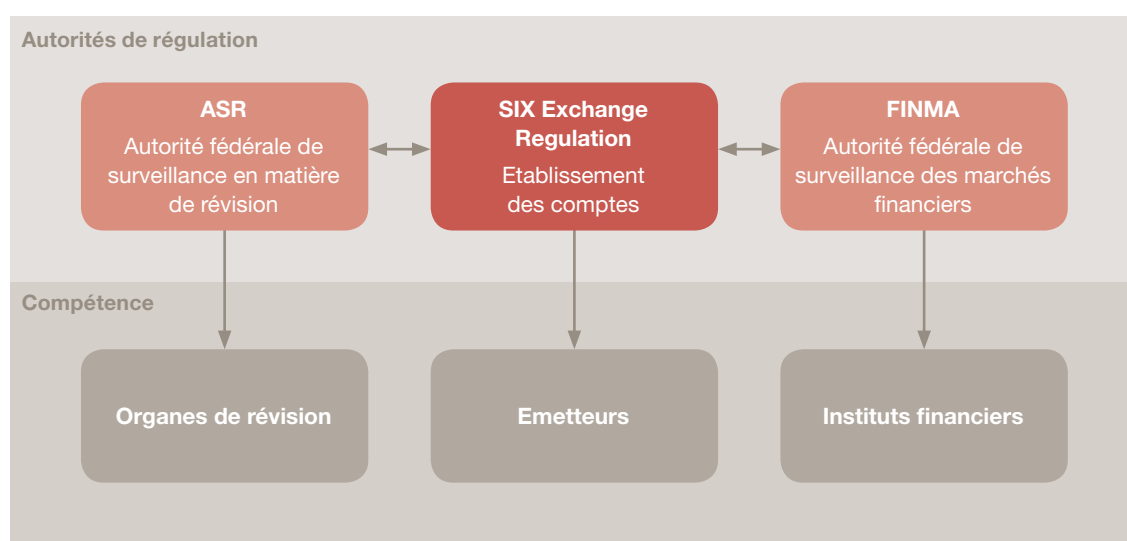 Autorités de régulation
ASR
Autorité fédérale de
surveillance en matière
de révision
SIX Exchange
Regulation
Etablissement
des comptes
FINMA
Autorité fédérale de
surveillance des marchés
financiers
Compétence
Organes de révision
Emetteurs
Instituts financiers